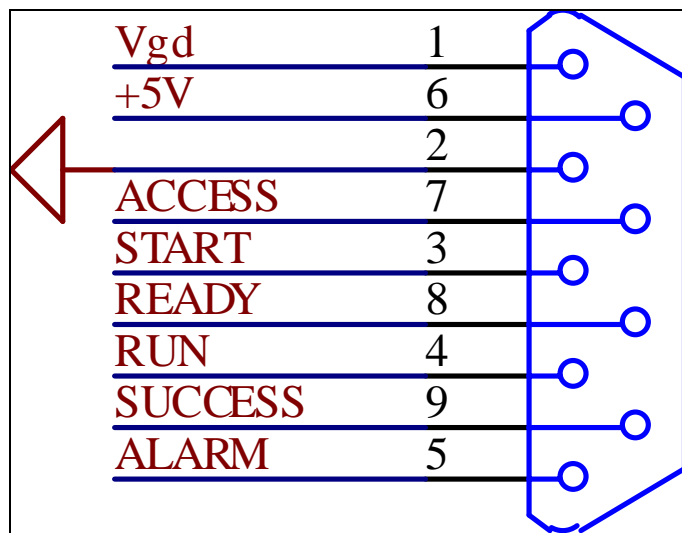 Vgd 1
+5V 6
2
ACCESS 7
START 3
READY 8
RUN 4
SUCCESS 9
ALARM 5